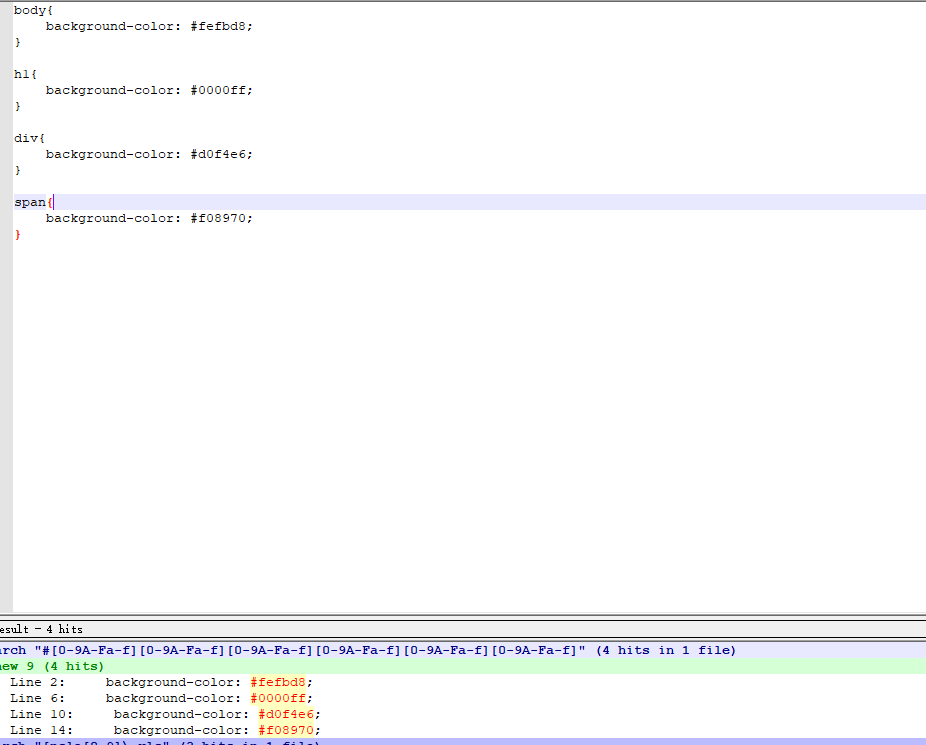 body{
    background-color: #fefbd8;
}
h1{
    background-color: #0000ff;
}
div{
    background-color: #d0f4e6;
}
span{
    background-color: #f08970;
}
esult - 4 hits
arch "#[0-9A-Fa-f][0-9A-Fa-f][0-9A-Fa-f][0-9A-Fa-f][0-9A-Fa-f][0-9A-Fa-f]" (4 hits in 1 file)
new 9 (4 hits)
Line 2:     background-color: #fefbd8;
Line 6:     background-color: #0000ff;
Line 10:     background-color: #d0f4e6;
Line 14:     background-color: #f08970;